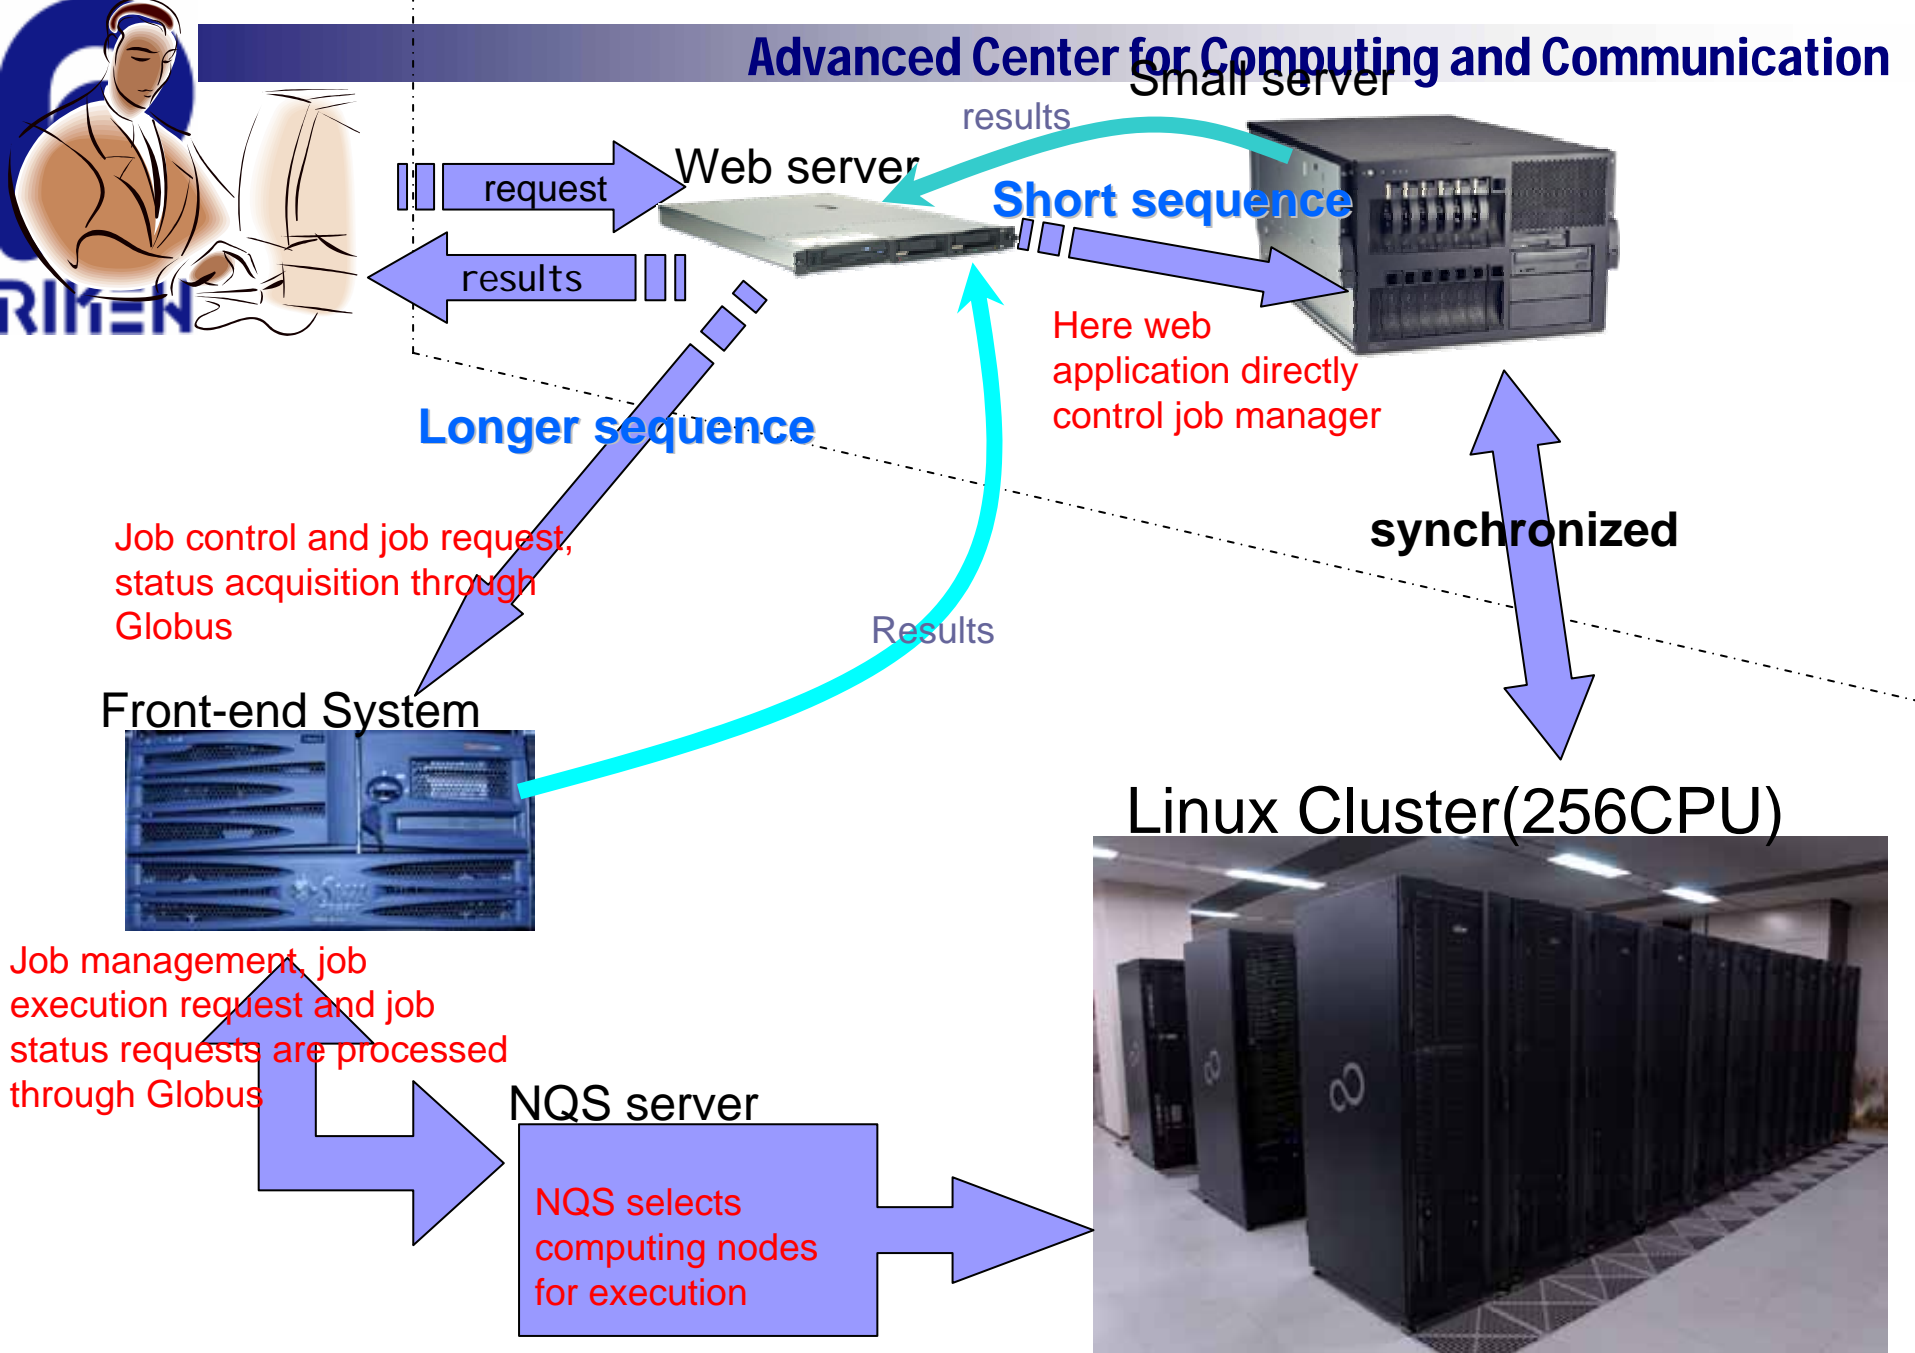 Advanced Center for Computing and Communication
RIKEN
Small server
results
Web server
request
Short sequence
results
Here web
application directly
control job manager
Longer sequence
synchronized
Job control and job request,
status acquisition through
Globus
Results
Front-end System
Linux Cluster(256CPU)
Job management, job
execution request and job
status requests are processed
through Globus
NQS server
NQS selects
computing nodes
for execution